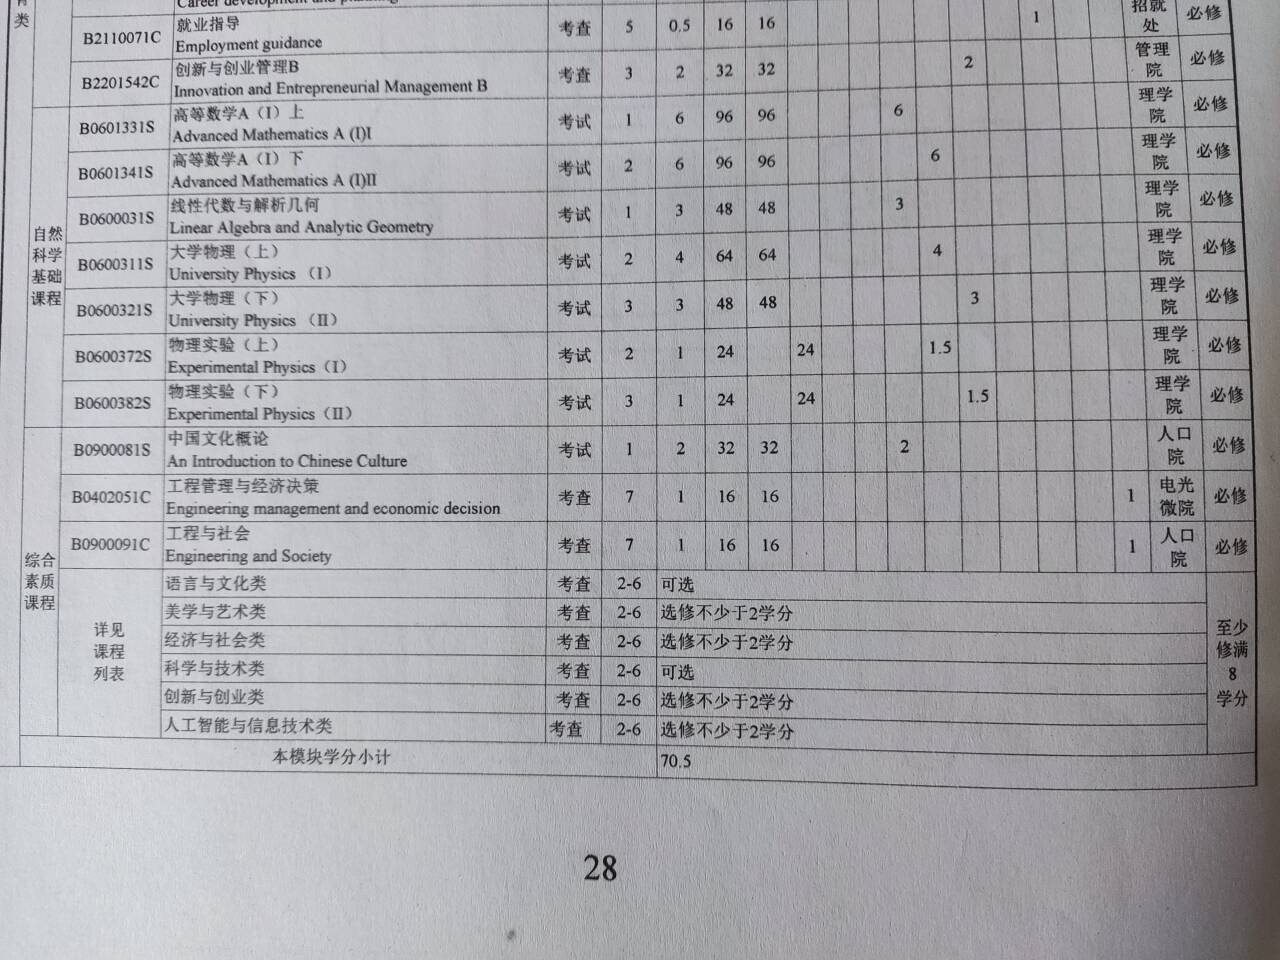 育
类
Career development and planning
B2110071C 就业指导 考查 5 0.5 16 16 1 招就处 必修
Employment guidance
B2201542C 创新与创业管理B 考查 3 2 32 32 2 管理院 必修
Innovation and Entrepreneurial Management B
自然科学基础课程
B0601331S 高等数学A（I）上 考试 1 6 96 96 6 理学院 必修
Advanced Mathematics A (I)I
B0601341S 高等数学A（I）下 考试 2 6 96 96 6 理学院 必修
Advanced Mathematics A (I)II
B0600031S 线性代数与解析几何 考试 1 3 48 48 3 理学院 必修
Linear Algebra and Analytic Geometry
B0600311S 大学物理（上） 考试 2 4 64 64 4 理学院 必修
University Physics （I）
B0600321S 大学物理（下） 考试 3 3 48 48 3 理学院 必修
University Physics （II）
B0600372S 物理实验（上） 考试 2 1 24 24 1.5 理学院 必修
Experimental Physics（I）
B0600382S 物理实验（下） 考试 3 1 24 24 1.5 理学院 必修
Experimental Physics（II）
综合素质课程
B0900081S 中国文化概论 考试 1 2 32 32 2 人口院 必修
An Introduction to Chinese Culture
B0402051C 工程管理与经济决策 考查 7 1 16 16 1 电光微院 必修
Engineering management and economic decision
B0900091C 工程与社会 考查 7 1 16 16 1 人口院 必修
Engineering and Society
详见课程列表
语言与文化类 考查 2-6 可选
美学与艺术类 考查 2-6 选修不少于2学分
经济与社会类 考查 2-6 选修不少于2学分
科学与技术类 考查 2-6 可选
创新与创业类 考查 2-6 选修不少于2学分
人工智能与信息技术类 考查 2-6 选修不少于2学分
至少修满8学分
本模块学分小计 70.5
28